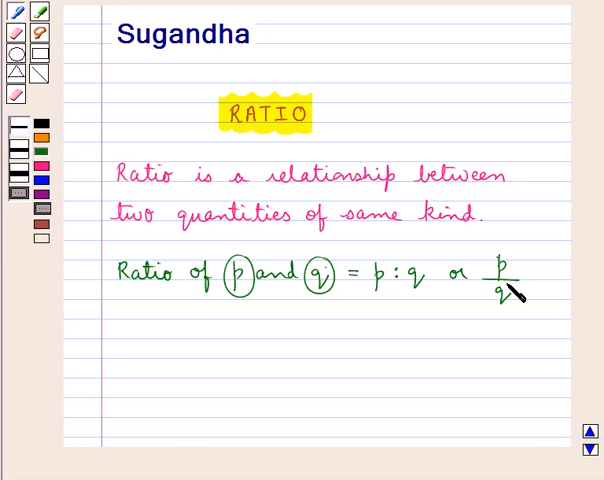 Sugandha
RATIO
Ratio is a relationship between
two quantities of same kind.
Ratio of p and q = p : q or p/q